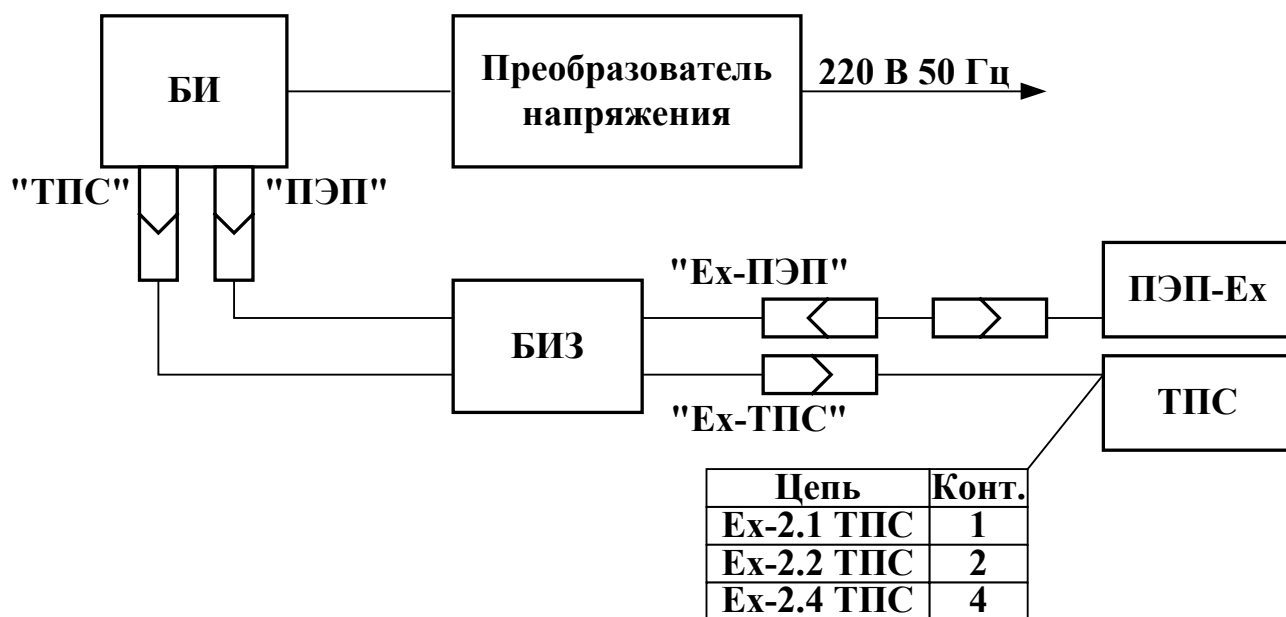 БИ
Преобразователь
напряжения
220 В 50 Гц
"ТПС"
"ПЭП"
БИЗ
"Ex-ПЭП"
ПЭП-Ex
"Ex-ТПС"
ТПС
Цепь Конт.
Ex-2.1 ТПС 1
Ex-2.2 ТПС 2
Ex-2.4 ТПС 4